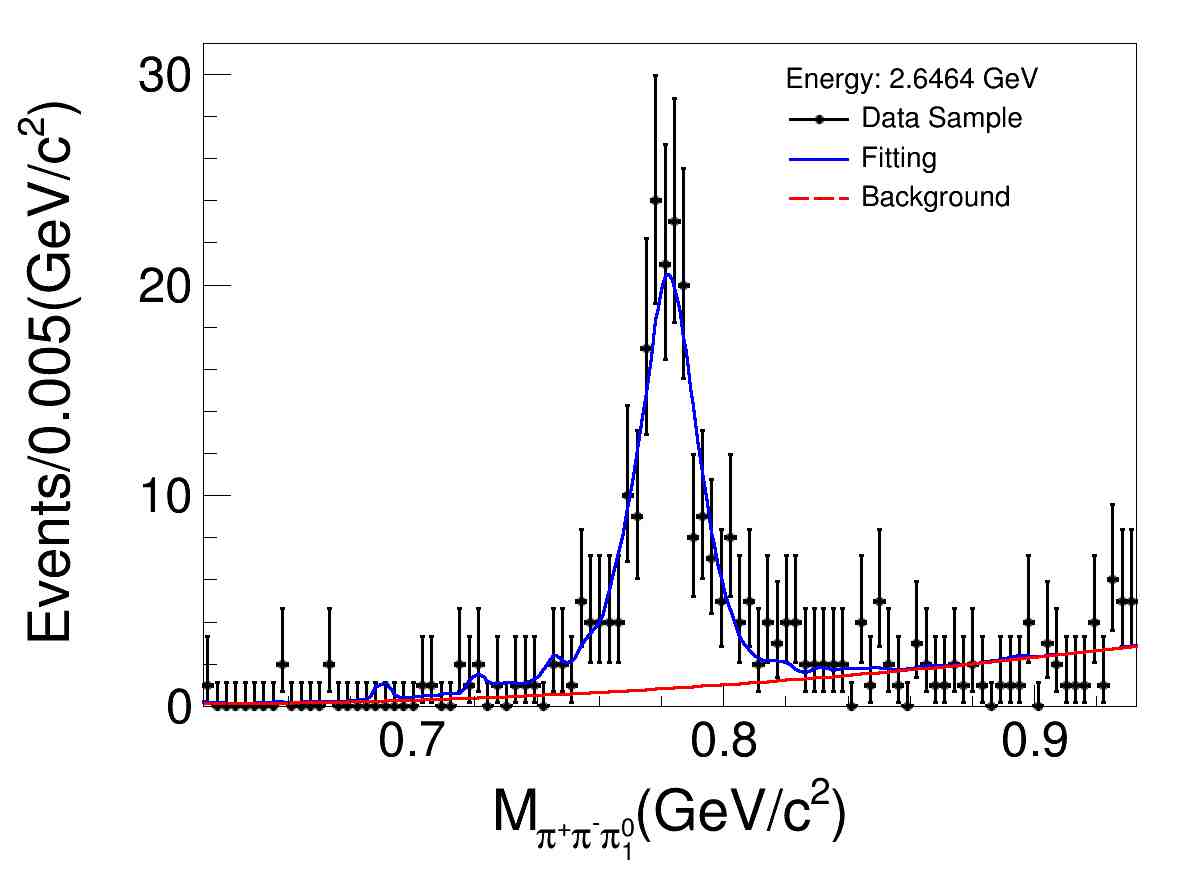 Events/0.005(GeV/c²)
30
20
10
0
Energy: 2.6464 GeV
Data Sample
Fitting
Background
0.7 0.8 0.9
Mπ⁺π⁻π⁰₁(GeV/c²)